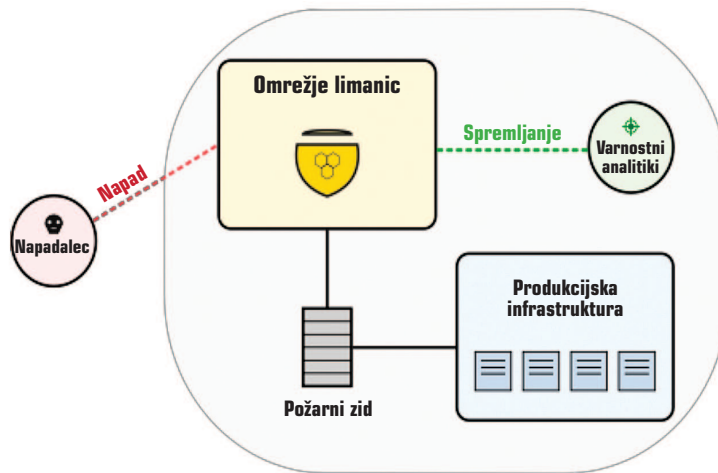 Omrežje limanic
Napad
Spremljanje
Varnostni
analitiki
Napadalec
Produkcijska
infrastruktura
Požarni zid